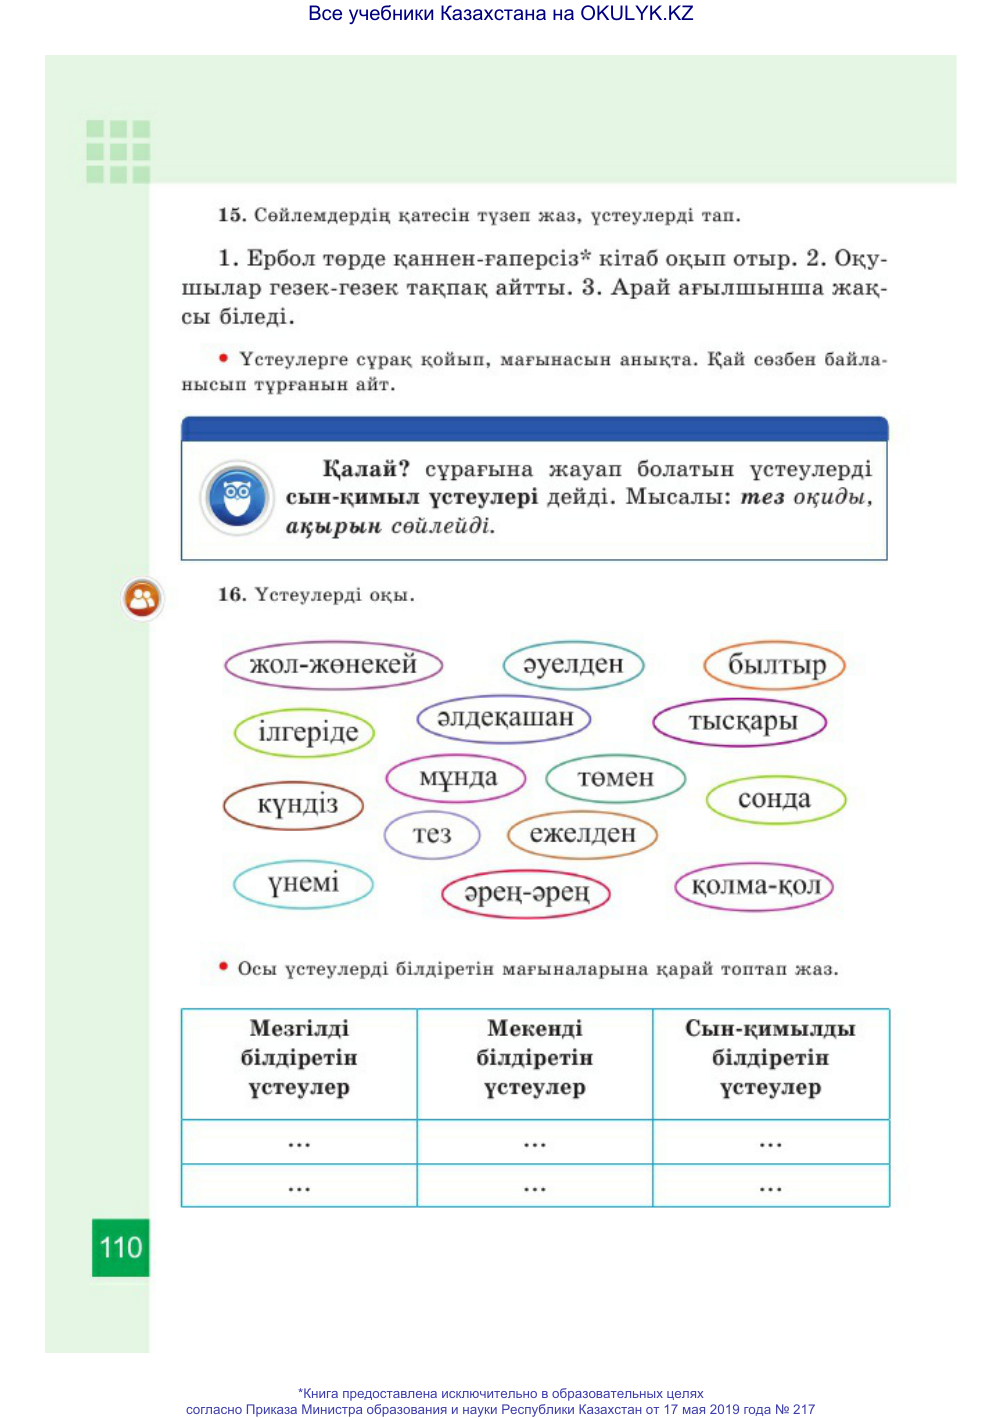 Все учебники Казахстана на OKULYK.KZ
15. Сөйлемдердің қатесін түзеп жаз, үстеулерді тап.
1. Ербол төрде қаннен-ғаперсіз* кітаб оқып отыр. 2. Оқу-
шылар гезек-гезек тақпақ айтты. 3. Арай ағылшынша жақ-
сы біледі.
• Үстеулерге сұрақ қойып, мағынасын анықта. Қай сөзбен байла-
нысып тұрғанын айт.
Қалай? сұрағына жауап болатын үстеулерді
сын-қимыл үстеулері дейді. Мысалы: тез оқиды,
ақырын сөйлейді.
16. Үстеулерді оқы.
жол-жөнекей
әуелден
былтыр
ілгеріде
әлдеқашан
тысқары
мұнда
төмен
күндіз
сонда
тез
ежелден
үнемі
әрең-әрең
қолма-қол
• Осы үстеулерді білдіретін мағыналарына қарай топтап жаз.
Мезгілді
білдіретін
үстеулер
Мекенді
білдіретін
үстеулер
Сын-қимылды
білдіретін
үстеулер
... ... ...
... ... ...
110
*Книга предоставлена исключительно в образовательных целях
согласно Приказа Министра образования и науки Республики Казахстан от 17 мая 2019 года № 217